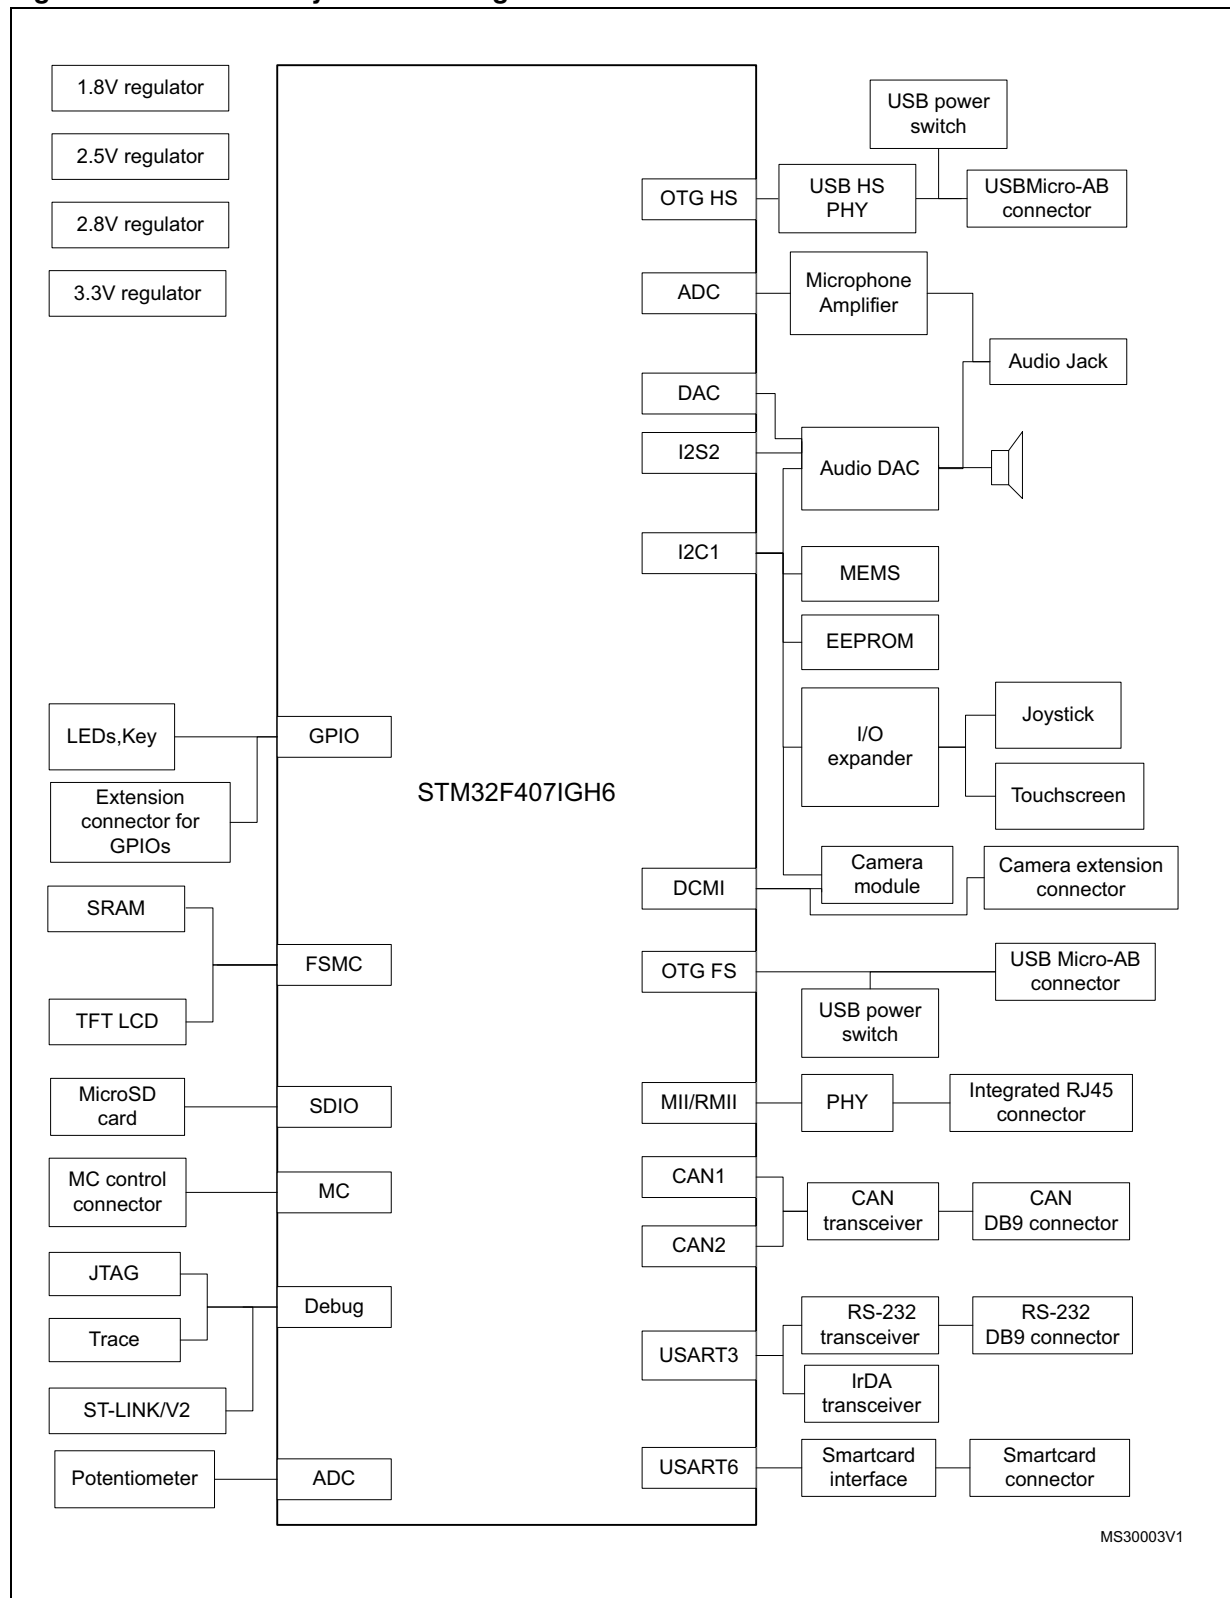 1.8V regulator
2.5V regulator
2.8V regulator
3.3V regulator
LEDs,Key
Extension
connector for
GPIOs
SRAM
TFT LCD
MicroSD
card
MC control
connector
JTAG
Trace
ST-LINK/V2
Potentiometer
GPIO
FSMC
SDIO
MC
Debug
ADC
STM32F407IGH6
OTG HS
ADC
DAC
I2S2
I2C1
DCMI
OTG FS
MII/RMII
CAN1
CAN2
USART3
USART6
USB power
switch
USB HS
PHY
USBMicro-AB
connector
Microphone
Amplifier
Audio Jack
Audio DAC
MEMS
EEPROM
I/O
expander
Joystick
Touchscreen
Camera
module
Camera extension
connector
USB Micro-AB
connector
USB power
switch
PHY
Integrated RJ45
connector
CAN
transceiver
CAN
DB9 connector
RS-232
transceiver
RS-232
DB9 connector
IrDA
transceiver
Smartcard
interface
Smartcard
connector
MS30003V1